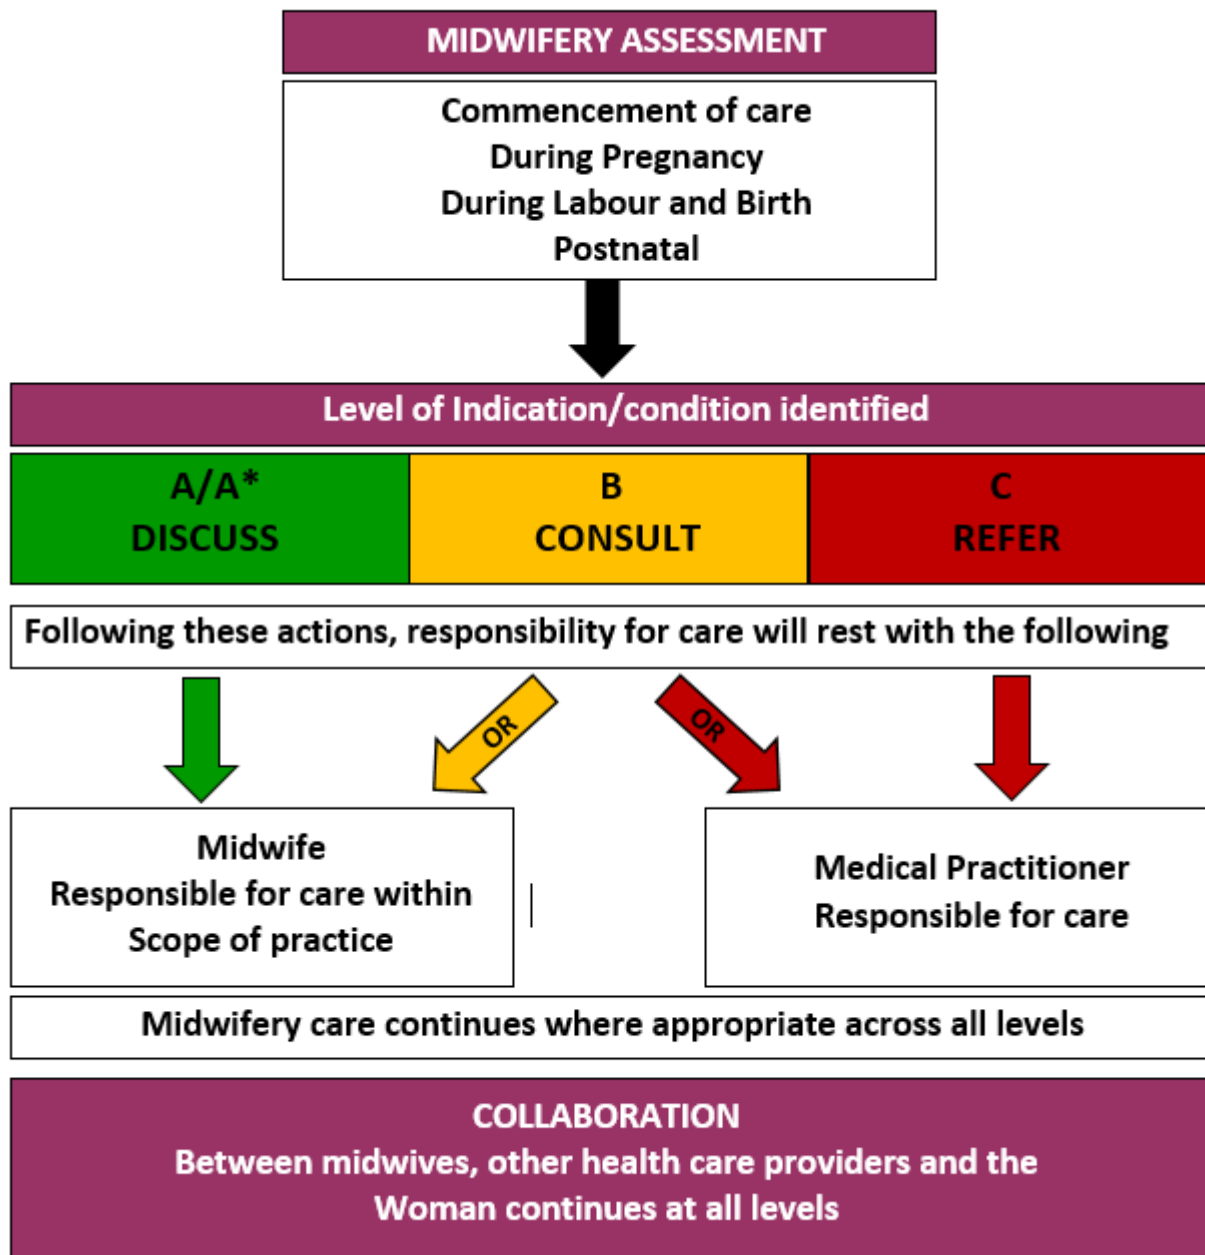 MIDWIFERY ASSESSMENT
Commencement of care
During Pregnancy
During Labour and Birth
Postnatal
Level of Indication/condition identified
A/A*
DISCUSS
B
CONSULT
C
REFER
Following these actions, responsibility for care will rest with the following
OR
OR
Midwife
Responsible for care within
Scope of practice
Medical Practitioner
Responsible for care
Midwifery care continues where appropriate across all levels
COLLABORATION
Between midwives, other health care providers and the
Woman continues at all levels